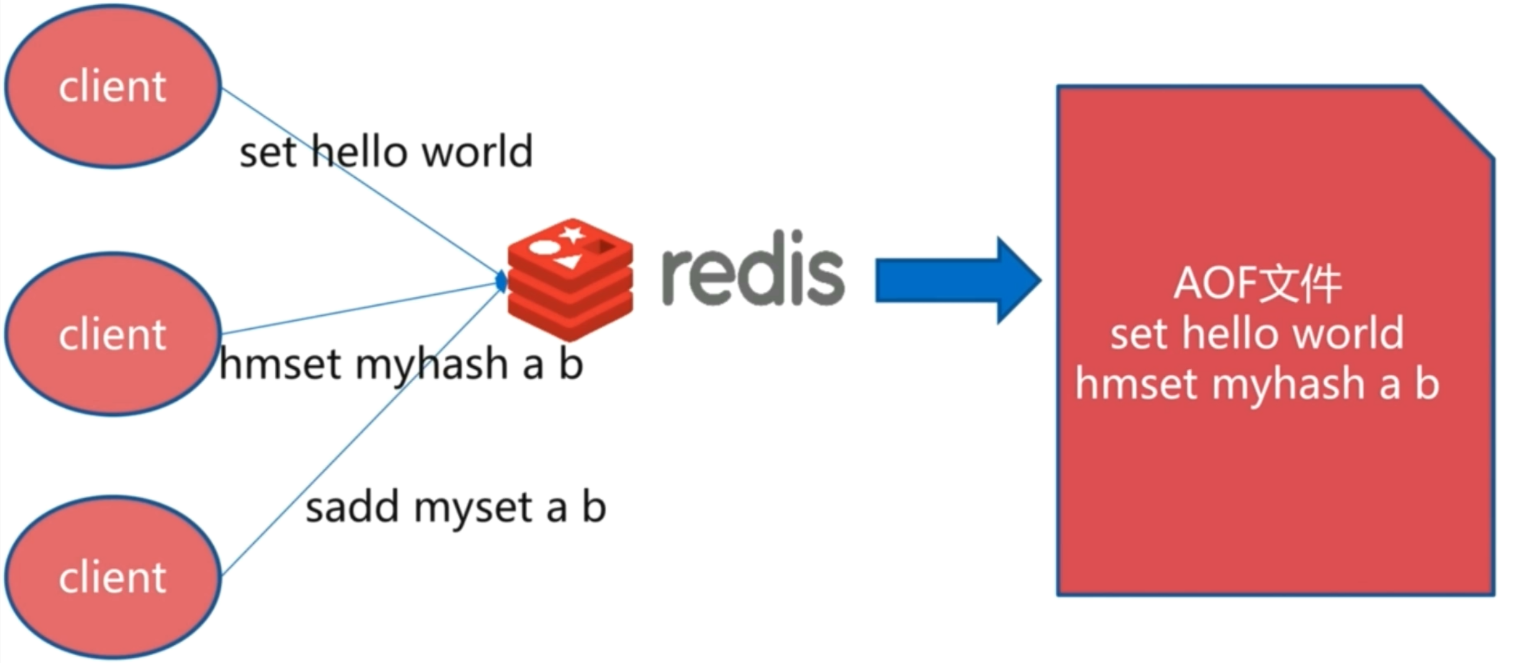 client
set hello world
client
hmset myhash a b
redis
client
sadd myset a b
AOF文件
set hello world
hmset myhash a b